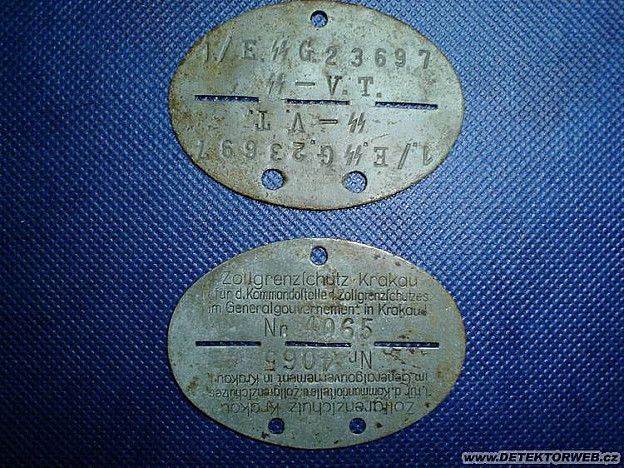 1./E.ᛋᛋG.23697
ᛋᛋ-V.T.
ᛋᛋ-V.T.
1./E.ᛋᛋG.23697
Zollgrenzschutz Krakau
für d. Kommandostelle d. Zollgrenzschutzes
im Generalgouvernement in Krakau
Nr. 4065
Nr. 4065
im Generalgouvernement in Krakau
für d. Kommandostelle d. Zollgrenzschutzes
Zollgrenzschutz Krakau
www.DETEKTORWEB.cz